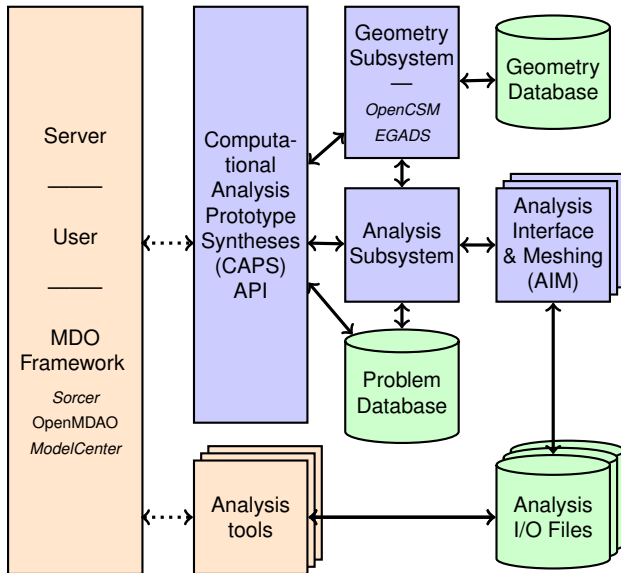 Server
User
MDO
Framework
Sorcer
OpenMDAO
ModelCenter
Computa-
tional
Analysis
Prototype
Syntheses
(CAPS)
API
Geometry
Subsystem
OpenCSM
EGADS
Geometry
Database
Analysis
Subsystem
Analysis
Interface
& Meshing
(AIM)
Problem
Database
Analysis
tools
Analysis
I/O Files